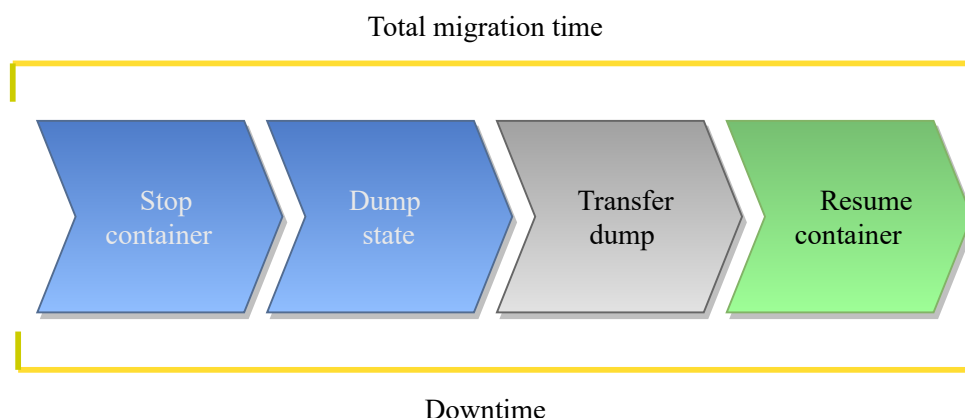 Total migration time
Stop
container
Dump
state
Transfer
dump
Resume
container
Downtime